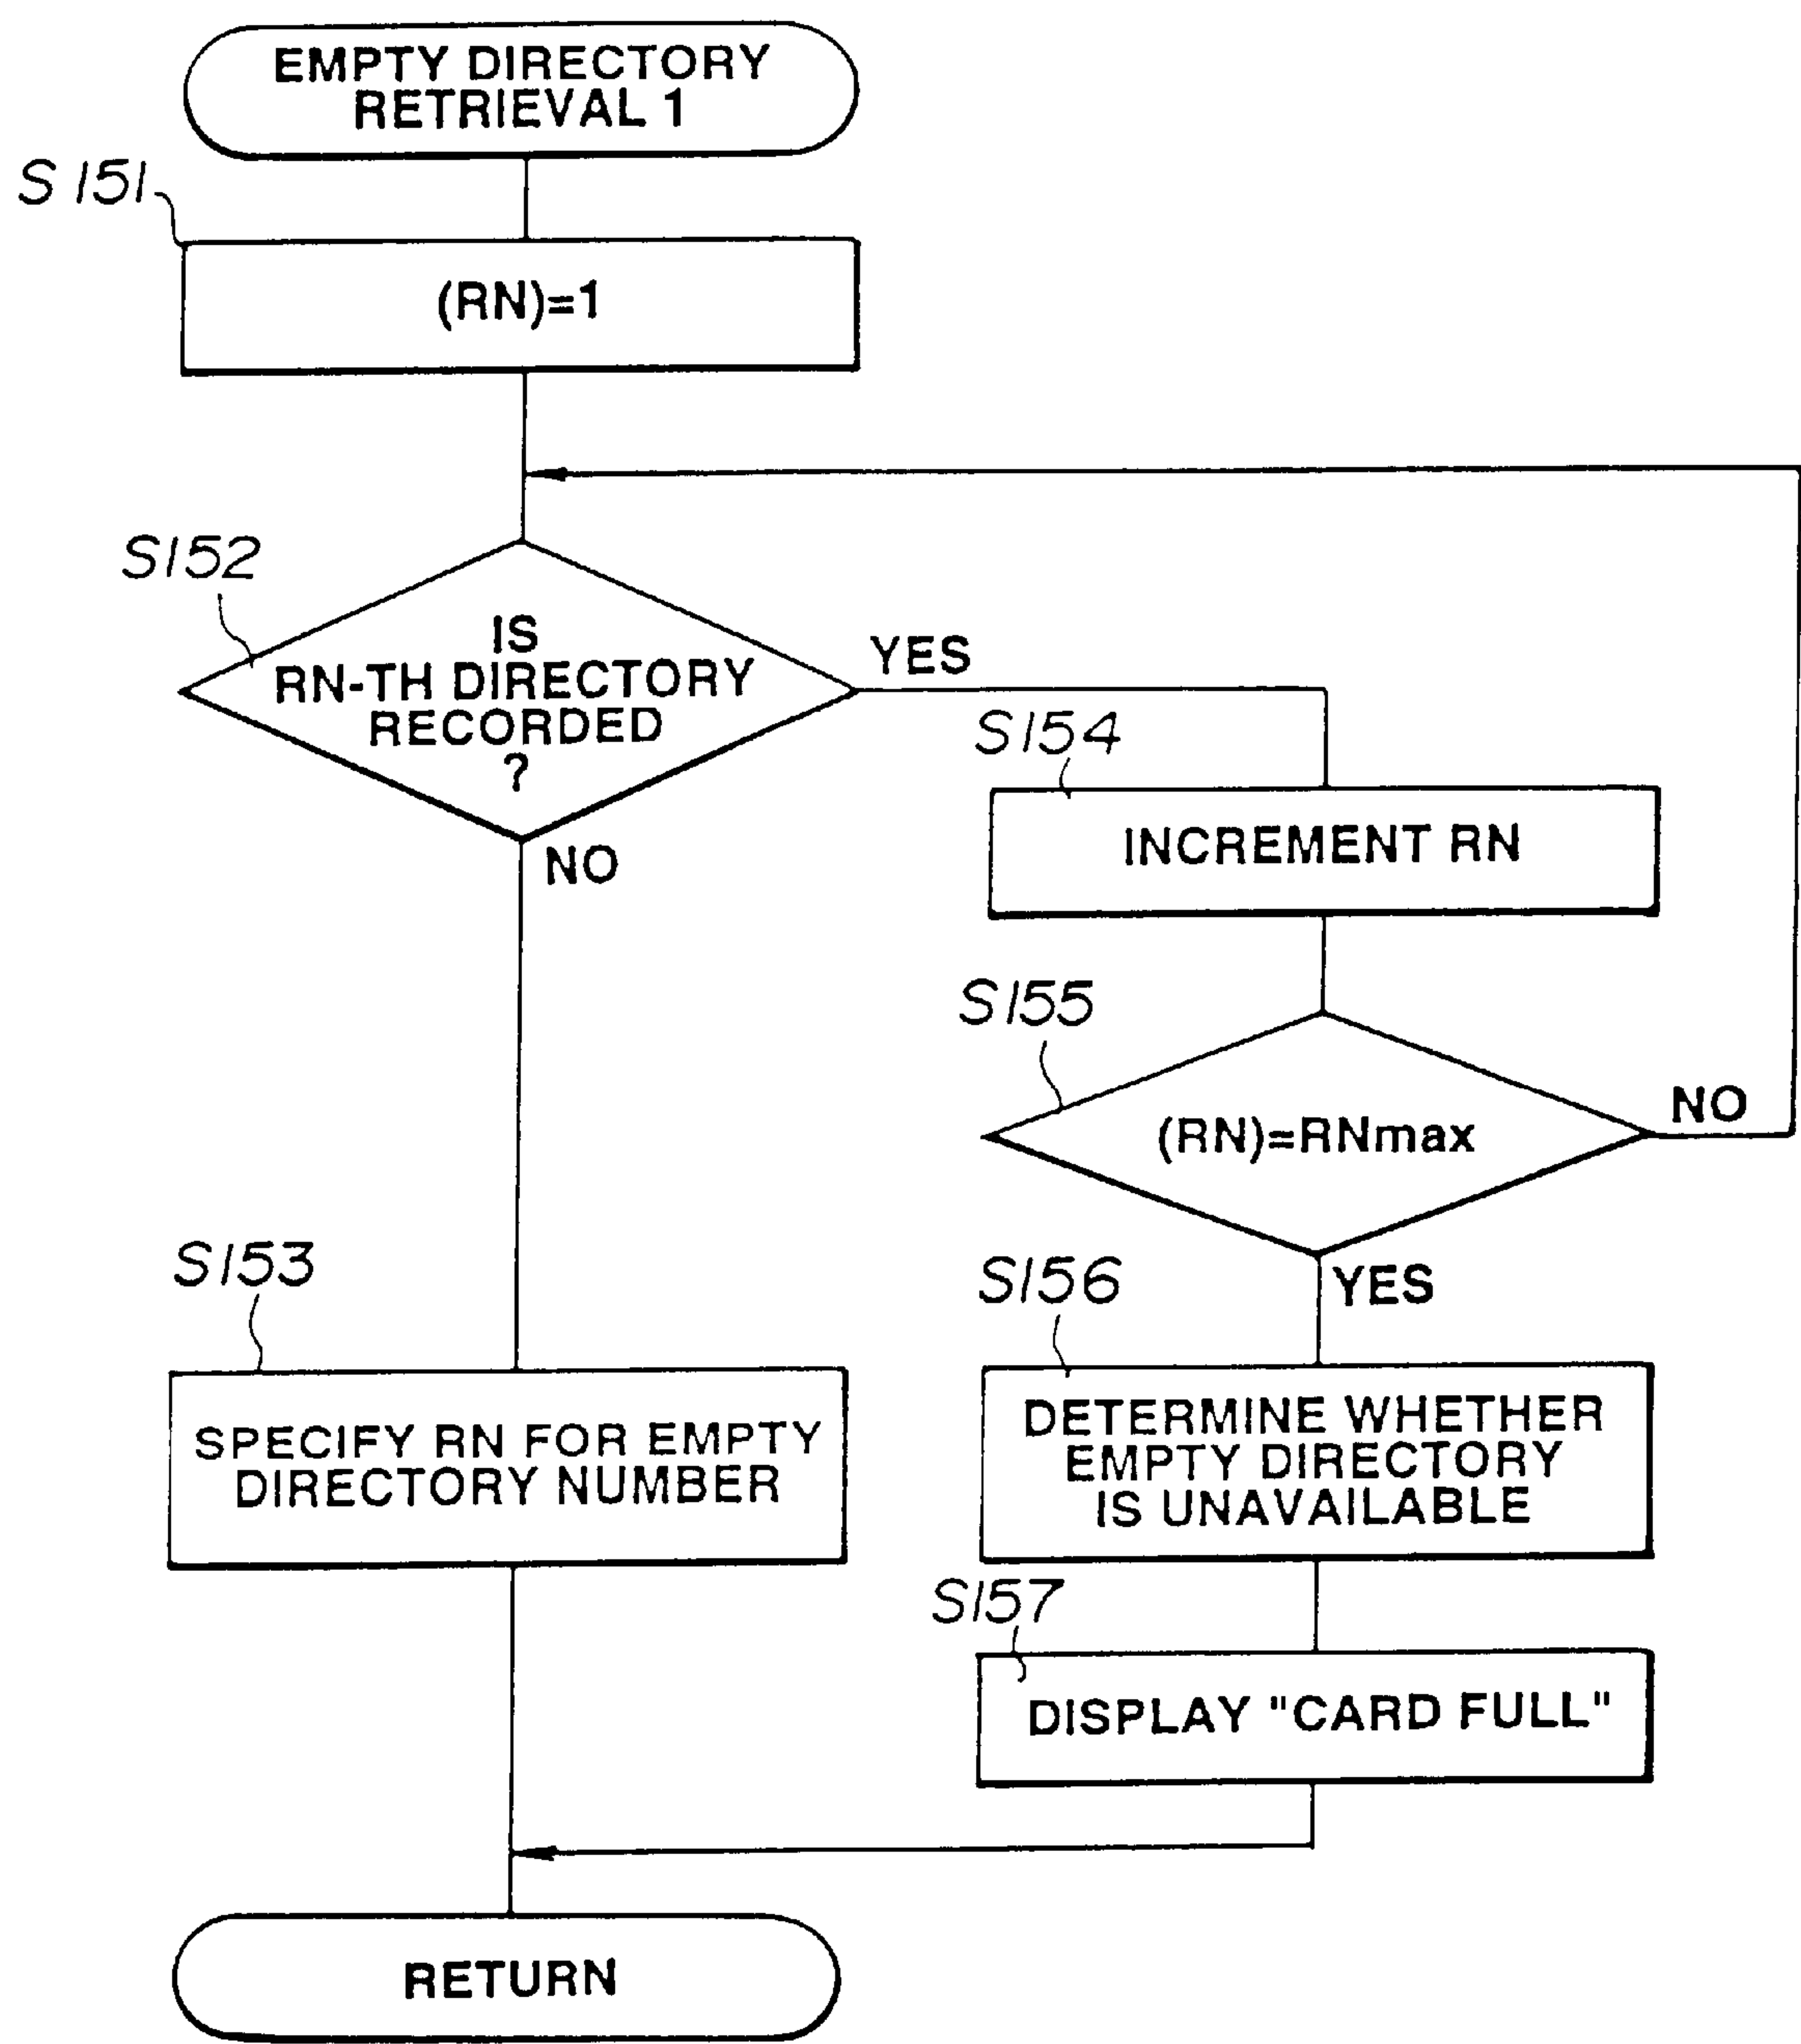 EMPTY DIRECTORY
RETRIEVAL 1
S151
(RN)=1
S152
IS
RN-TH DIRECTORY
RECORDED
?
YES
NO
S154
INCREMENT RN
S155
(RN)=RNmax
NO
YES
S153
SPECIFY RN FOR EMPTY
DIRECTORY NUMBER
S156
DETERMINE WHETHER
EMPTY DIRECTORY
IS UNAVAILABLE
S157
DISPLAY "CARD FULL"
RETURN